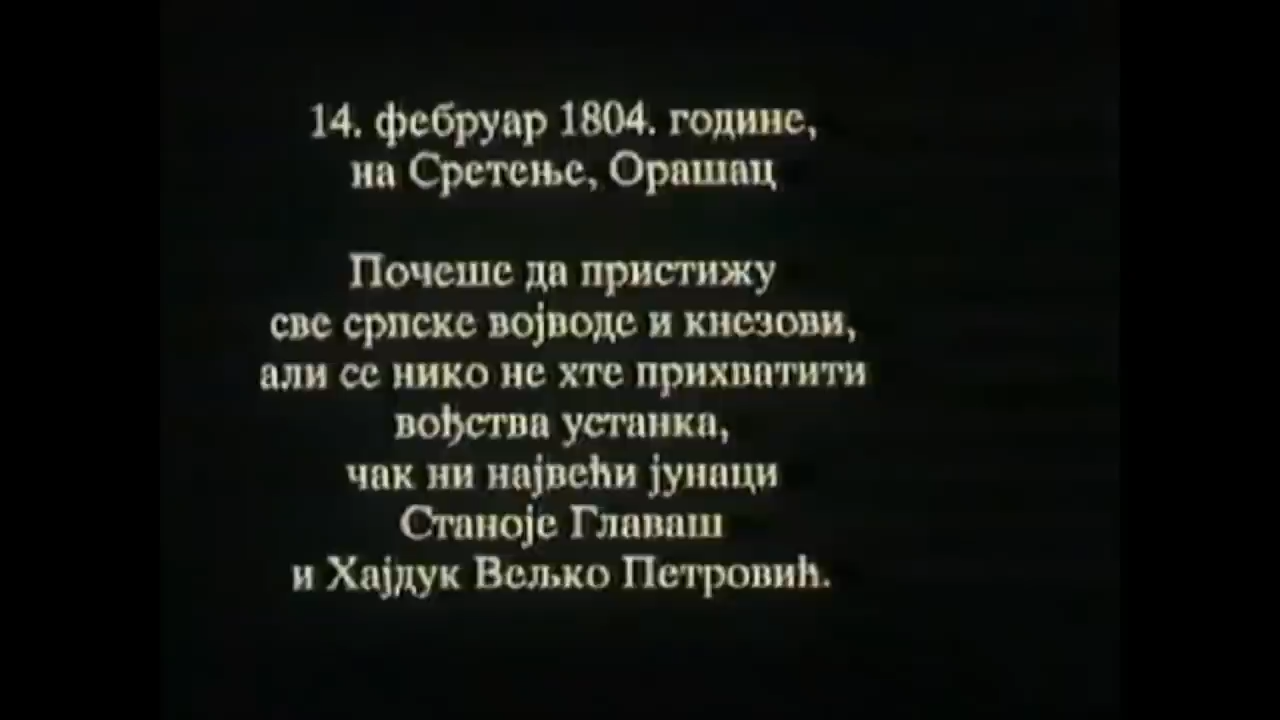 14. фебруар 1804. године,
на Сретење, Орашац
Почеше да пристижу
све српске војводе и кнезови,
али се нико не хте прихватити
вођства устанка,
чак ни највећи јунаци
Станоје Главаш
и Хајдук Вељко Петровић.